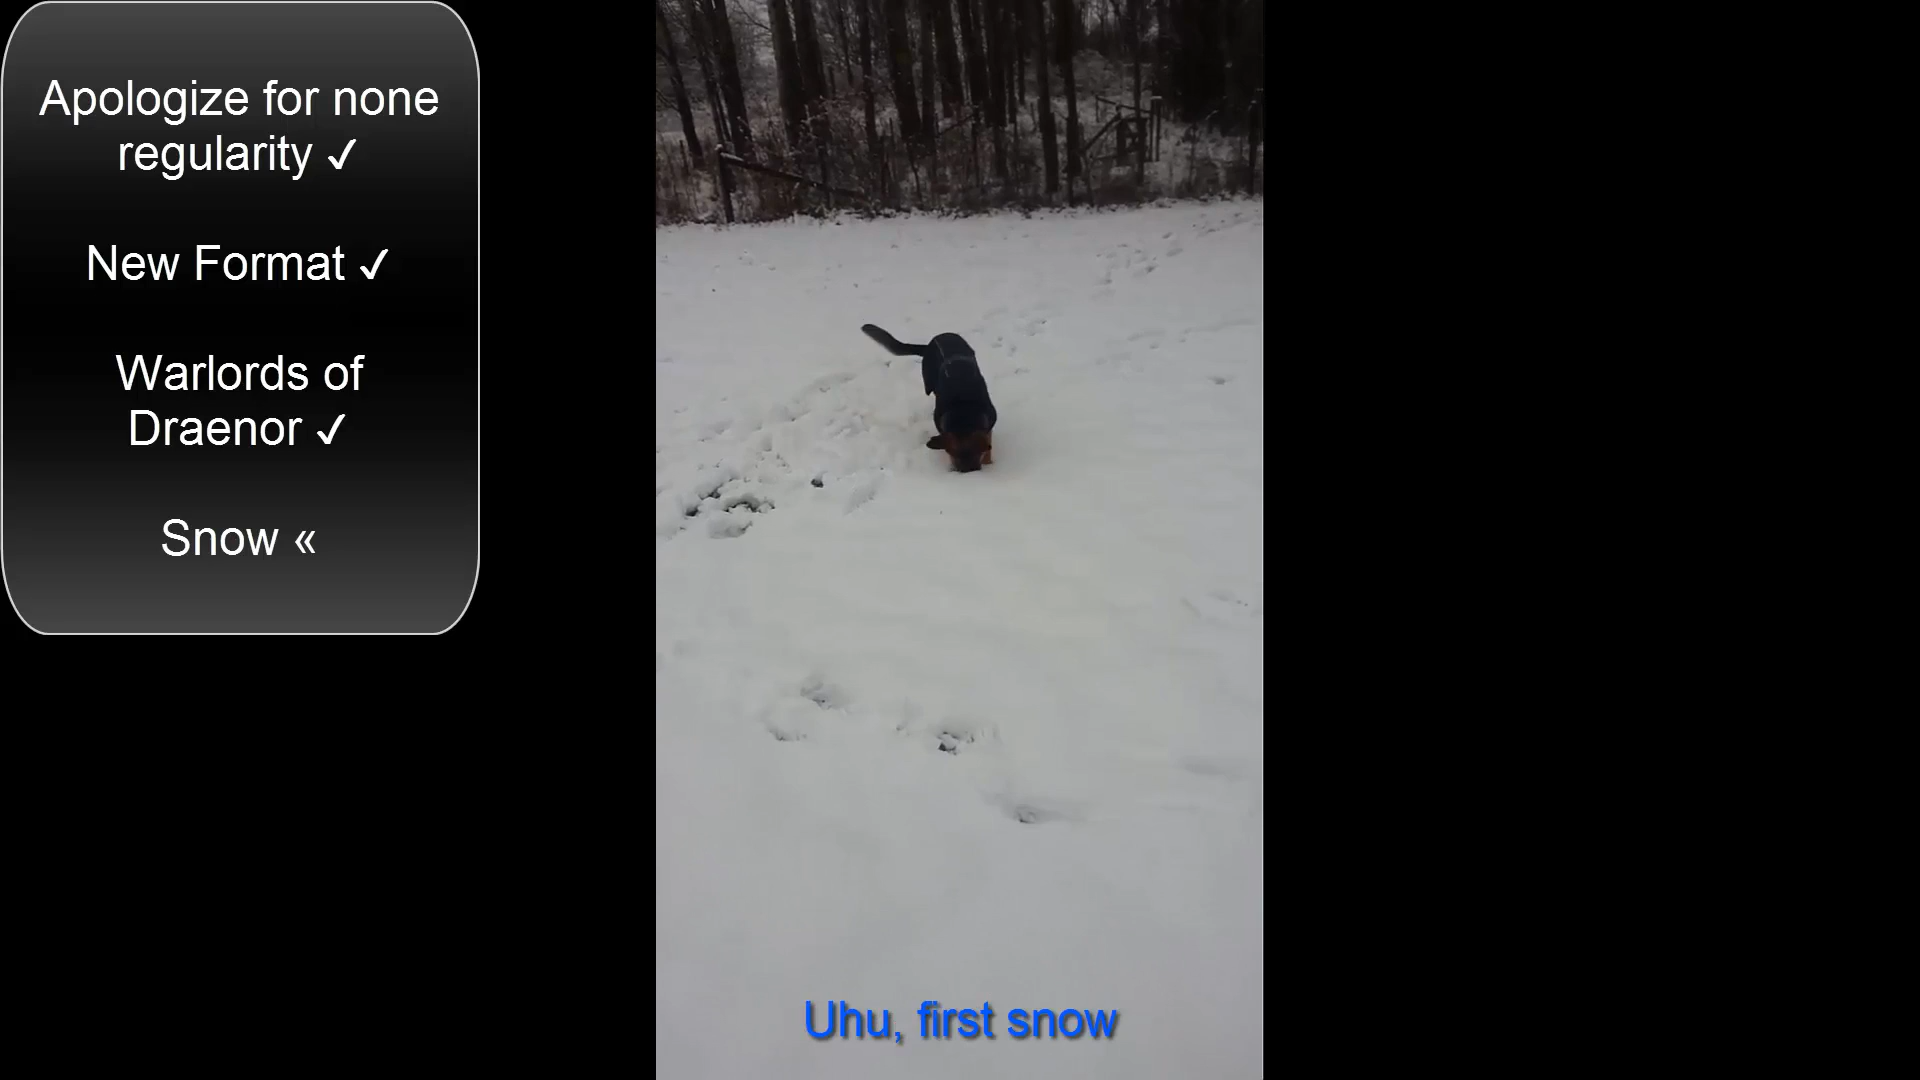 Apologize for none
regularity ✓
New Format ✓
Warlords of
Draenor ✓
Snow «
Uhu, first snow